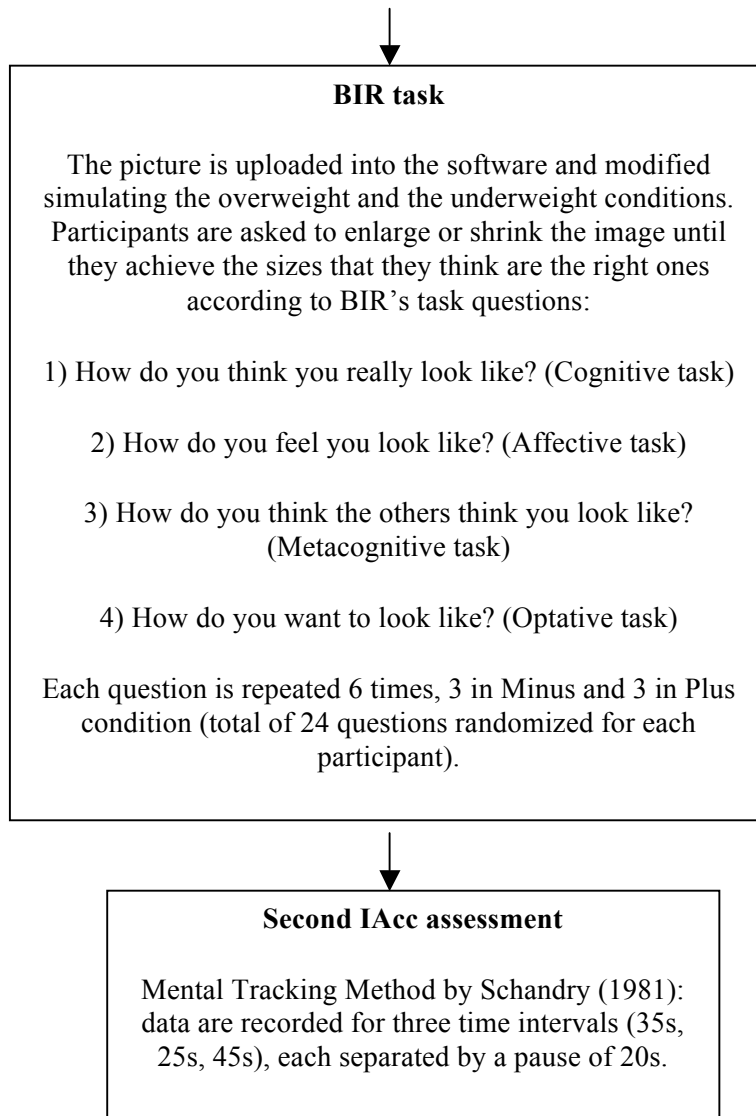 BIR task
The picture is uploaded into the software and modified
simulating the overweight and the underweight conditions.
Participants are asked to enlarge or shrink the image until
they achieve the sizes that they think are the right ones
according to BIR’s task questions:
1) How do you think you really look like? (Cognitive task)
2) How do you feel you look like? (Affective task)
3) How do you think the others think you look like?
(Metacognitive task)
4) How do you want to look like? (Optative task)
Each question is repeated 6 times, 3 in Minus and 3 in Plus
condition (total of 24 questions randomized for each
participant).
Second IAcc assessment
Mental Tracking Method by Schandry (1981):
data are recorded for three time intervals (35s,
25s, 45s), each separated by a pause of 20s.